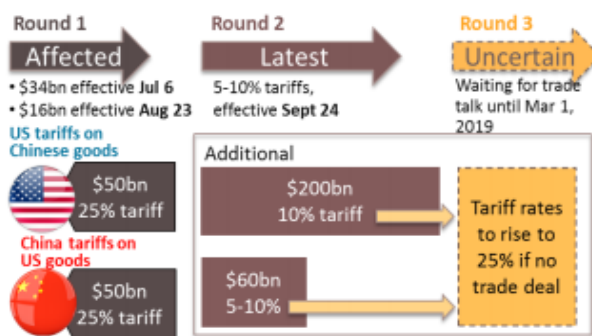 Round 1
Affected
• $34bn effective Jul 6
• $16bn effective Aug 23
Round 2
Latest
5-10% tariffs,
effective Sept 24
Round 3
Uncertain
Waiting for trade
talk until Mar 1,
2019
US tariffs on
Chinese goods
$50bn
25% tariff
China tariffs on
US goods
$50bn
25% tariff
Additional
$200bn
10% tariff
$60bn
5-10%
Tariff rates
to rise to
25% if no
trade deal